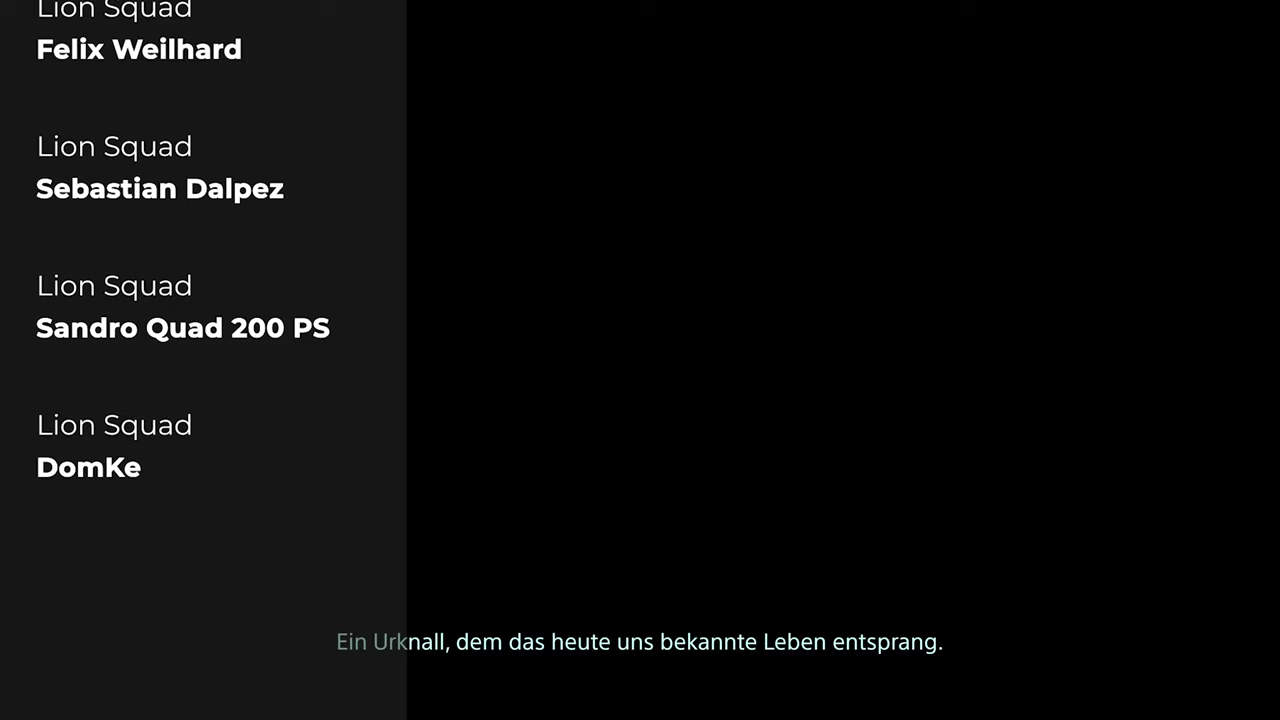 Lion Squad
Felix Weilhard
Lion Squad
Sebastian Dalpez
Lion Squad
Sandro Quad 200 PS
Lion Squad
DomKe
Ein Urknall, dem das heute uns bekannte Leben entsprang.